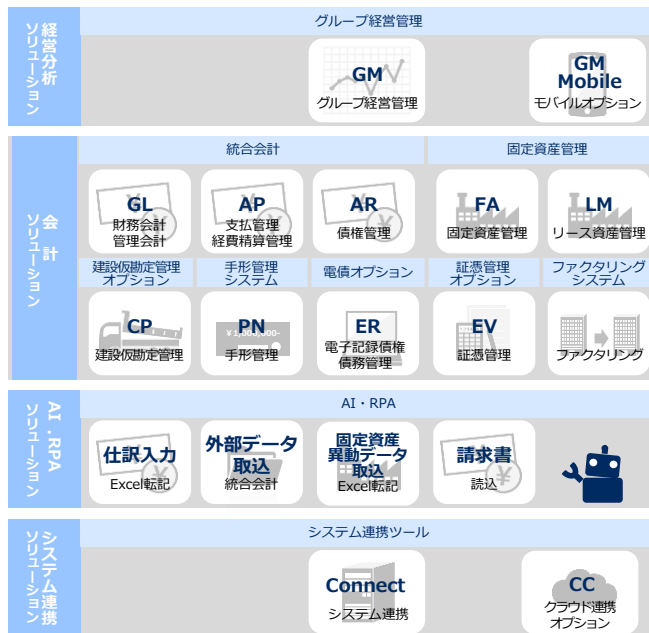 経営分析
ソリューション
グループ経営管理
GM
グループ経営管理
GM
Mobile
モバイルオプション
会計
ソリューション
統合会計
固定資産管理
GL
財務会計
管理会計
AP
支払管理
経費精算管理
AR
債権管理
FA
固定資産管理
LM
リース資産管理
建設仮勘定管理
オプション
手形管理
システム
電債オプション
証憑管理
オプション
ファクタリング
システム
CP
建設仮勘定管理
¥1,000,000-
PN
手形管理
ER
電子記録債権
債務管理
EV
証憑管理
ファクタリング
AI・RPA
ソリューション
AI・RPA
仕訳入力
Excel転記
外部データ
取込
統合会計
固定資産
異動データ
取込
Excel転記
請求書
読込
システム連携
ソリューション
システム連携ツール
Connect
システム連携
CC
クラウド連携
オプション